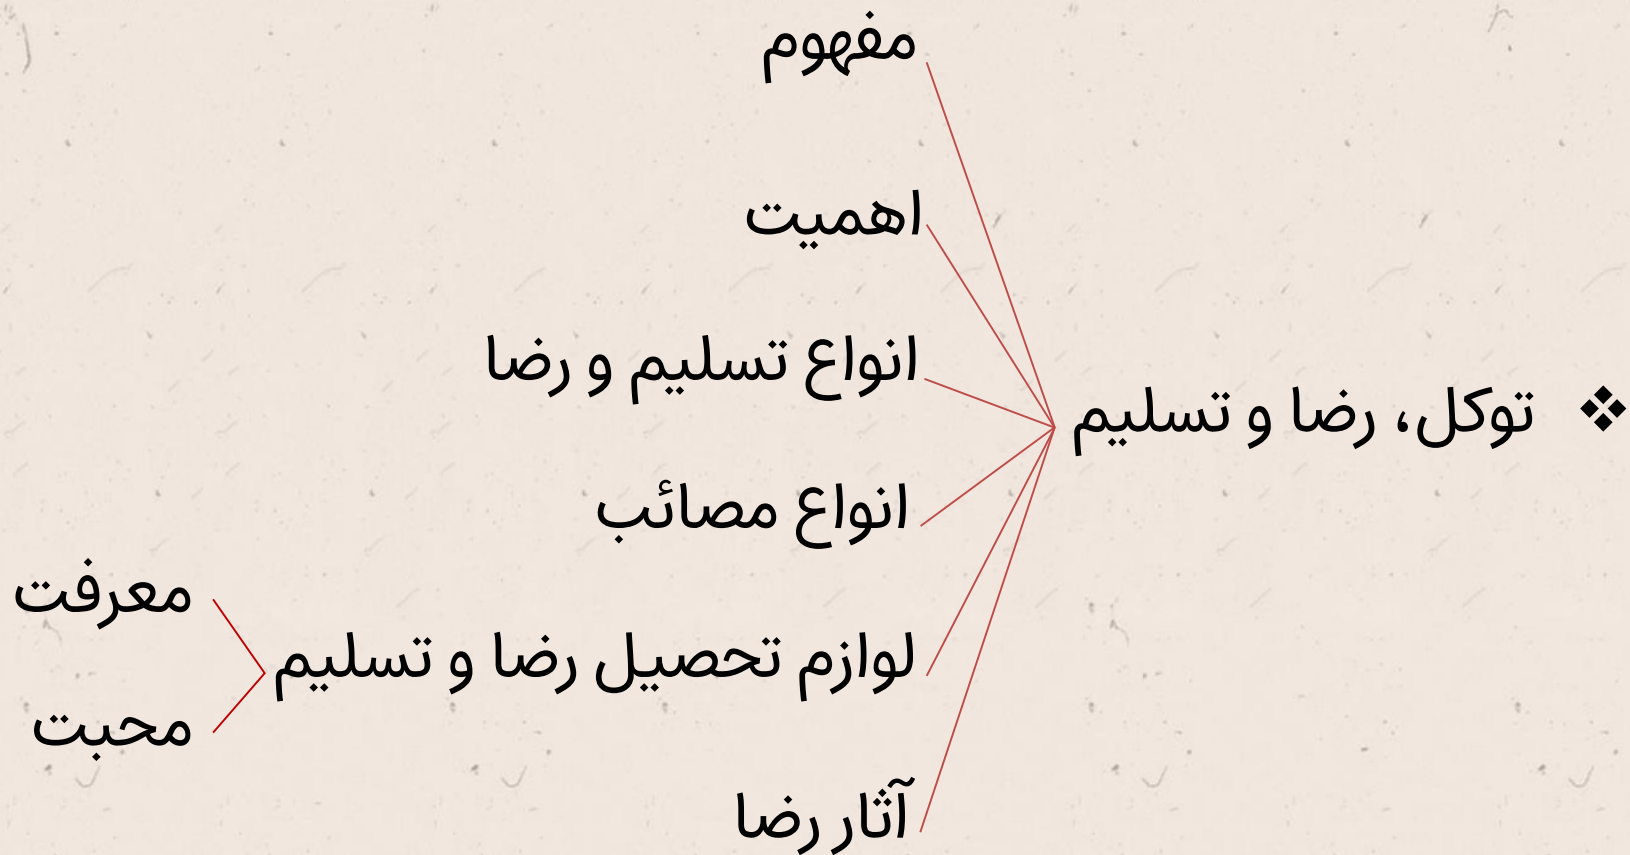 ❖ توکل، رضا و تسلیم
مفهوم
اهمیت
انواع تسلیم و رضا
انواع مصائب
لوازم تحصیل رضا و تسلیم
معرفت
محبت
آثار رضا